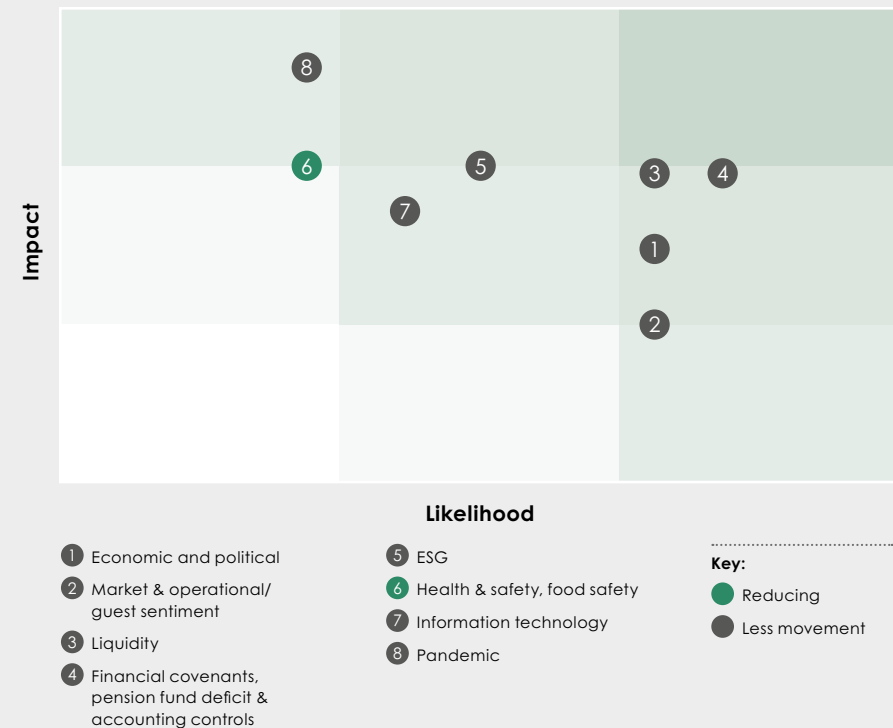 8
6
5
3
4
7
1
2
Impact
Likelihood
1 Economic and political
2 Market & operational/
guest sentiment
3 Liquidity
4 Financial covenants,
pension fund deficit &
accounting controls
5 ESG
6 Health & safety, food safety
7 Information technology
8 Pandemic
Key:
Reducing
Less movement